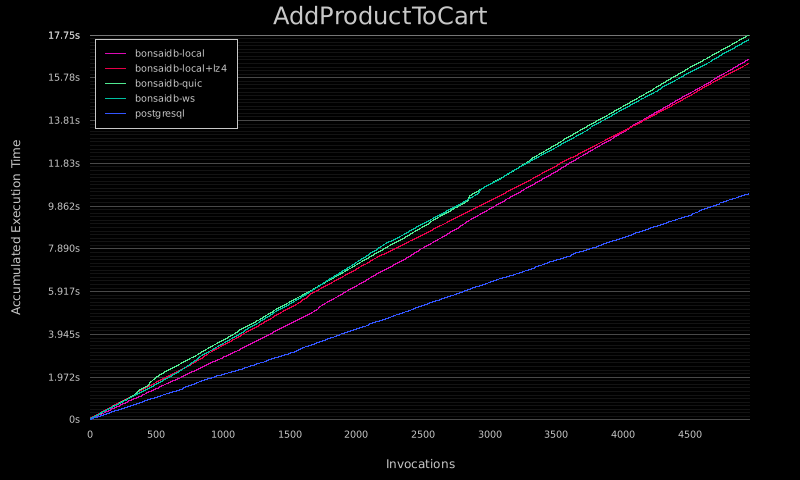 AddProductToCart
17.75s
15.78s
13.81s
11.83s
9.862s
7.890s
5.917s
3.945s
1.972s
0s
bonsaidb-local
bonsaidb-local+lz4
bonsaidb-quic
bonsaidb-ws
postgresql
Accumulated Execution Time
0 500 1000 1500 2000 2500 3000 3500 4000 4500
Invocations